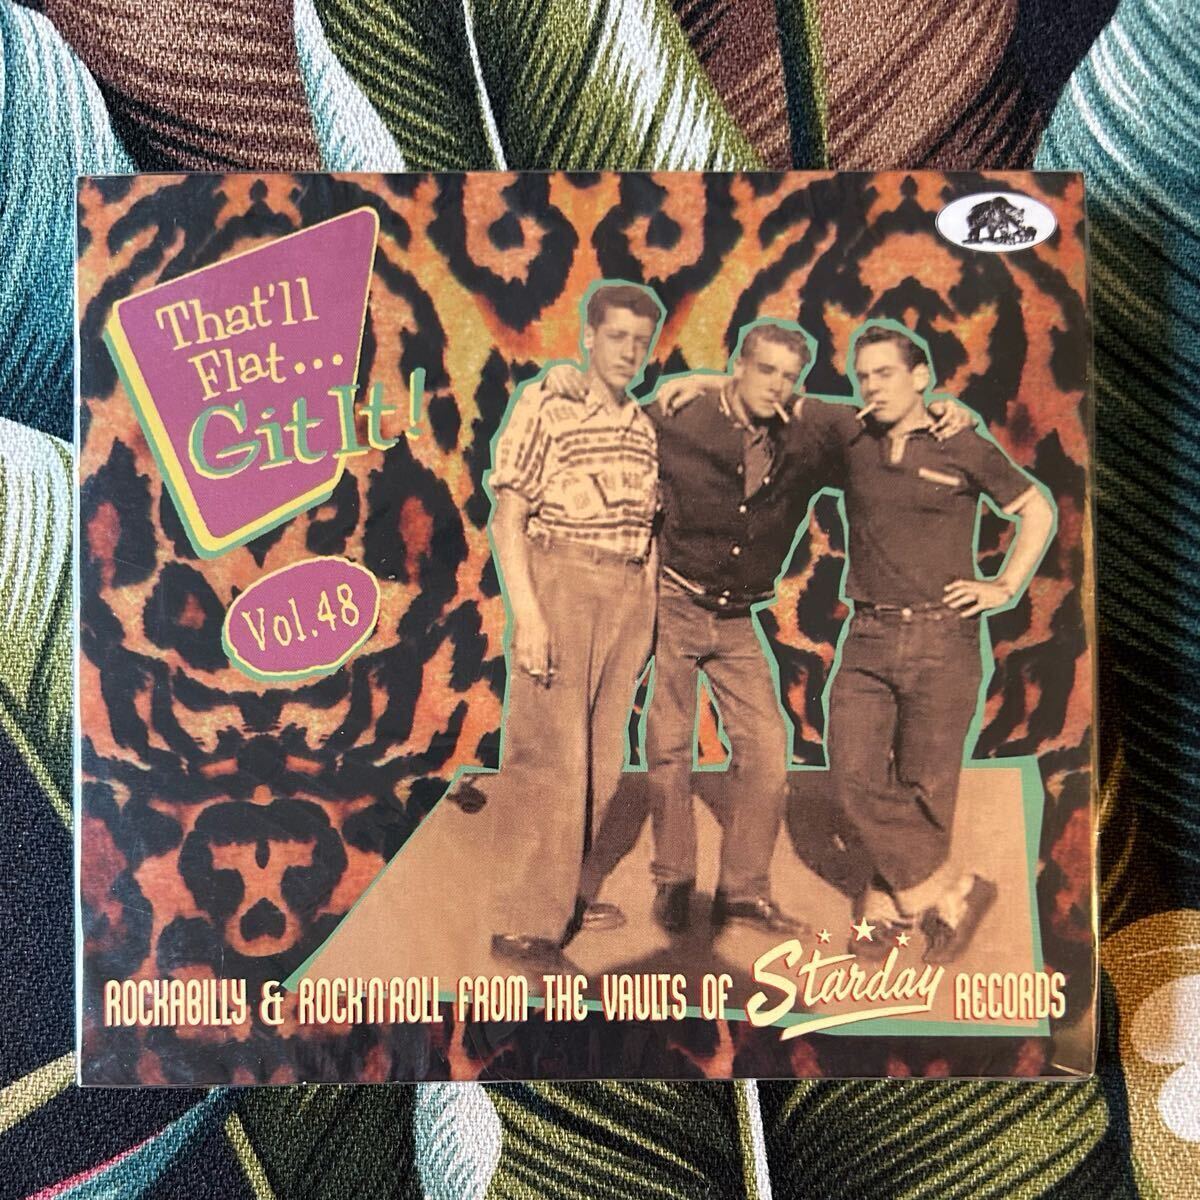 That'll
Flat...
Git It!
Vol.48
ROCKABILLY & ROCK'N'ROLL FROM THE VAULTS OF Starday RECORDS